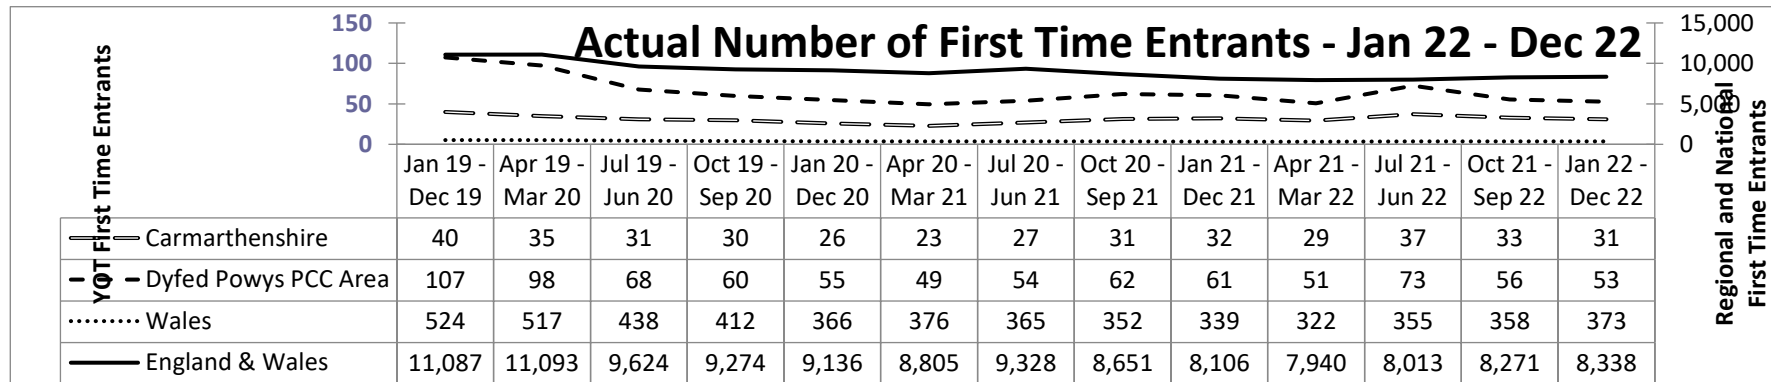 Actual Number of First Time Entrants - Jan 22 - Dec 22
YOT First Time Entrants
150
100
50
0
15,000
10,000
5,000
0
Regional and National
First Time Entrants
Jan 19 - Apr 19 - Jul 19 - Oct 19 - Jan 20 - Apr 20 - Jul 20 - Oct 20 - Jan 21 - Apr 21 - Jul 21 - Oct 21 - Jan 22 -
Dec 19 Mar 20 Jun 20 Sep 20 Dec 20 Mar 21 Jun 21 Sep 21 Dec 21 Mar 22 Jun 22 Sep 22 Dec 22
Carmarthenshire 40 35 31 30 26 23 27 31 32 29 37 33 31
Dyfed Powys PCC Area 107 98 68 60 55 49 54 62 61 51 73 56 53
Wales 524 517 438 412 366 376 365 352 339 322 355 358 373
England & Wales 11,087 11,093 9,624 9,274 9,136 8,805 9,328 8,651 8,106 7,940 8,013 8,271 8,338